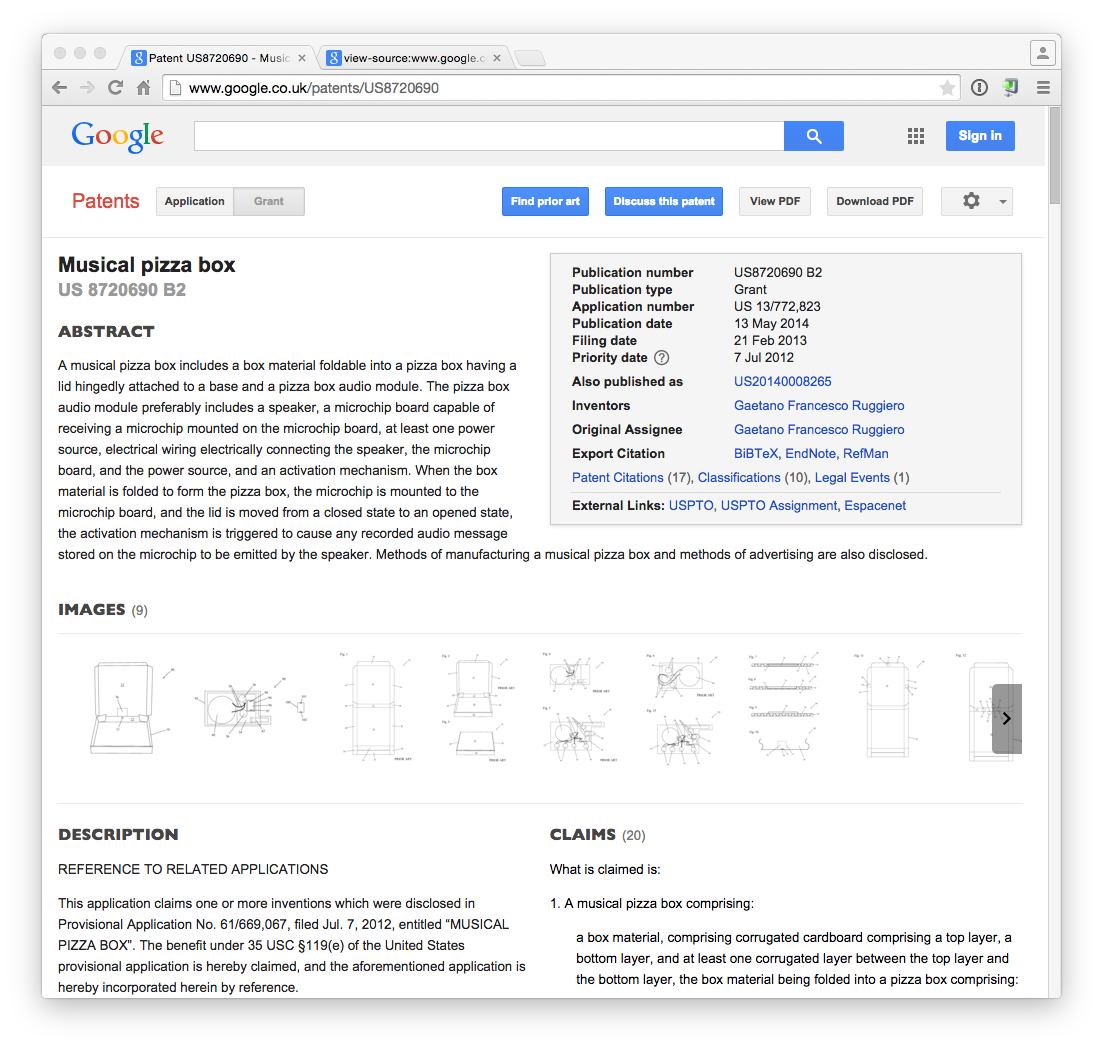 Patent US8720690 - Music
view-source:www.google.c
www.google.co.uk/patents/US8720690
Google
Sign in
Patents
Application
Grant
Find prior art
Discuss this patent
View PDF
Download PDF
Musical pizza box
US 8720690 B2
ABSTRACT
A musical pizza box includes a box material foldable into a pizza box having a
lid hingedly attached to a base and a pizza box audio module. The pizza box
audio module preferably includes a speaker, a microchip board capable of
receiving a microchip mounted on the microchip board, at least one power
source, electrical wiring electrically connecting the speaker, the microchip
board, and the power source, and an activation mechanism. When the box
material is folded to form the pizza box, the microchip is mounted to the
microchip board, and the lid is moved from a closed state to an opened state,
the activation mechanism is triggered to cause any recorded audio message
stored on the microchip to be emitted by the speaker. Methods of manufacturing a musical pizza box and methods of advertising are also disclosed.
Publication number US8720690 B2
Publication type Grant
Application number US 13/772,823
Publication date 13 May 2014
Filing date 21 Feb 2013
Priority date ? 7 Jul 2012
Also published as US20140008265
Inventors Gaetano Francesco Ruggiero
Original Assignee Gaetano Francesco Ruggiero
Export Citation BiBTeX, EndNote, RefMan
Patent Citations (17), Classifications (10), Legal Events (1)
External Links: USPTO, USPTO Assignment, Espacenet
IMAGES (9)
PRIOR ART
PRIOR ART
PRIOR ART
PRIOR ART
PRIOR ART
DESCRIPTION
REFERENCE TO RELATED APPLICATIONS
This application claims one or more inventions which were disclosed in
Provisional Application No. 61/669,067, filed Jul. 7, 2012, entitled “MUSICAL
PIZZA BOX”. The benefit under 35 USC §119(e) of the United States
provisional application is hereby claimed, and the aforementioned application is
hereby incorporated herein by reference.
CLAIMS (20)
What is claimed is:
1. A musical pizza box comprising:
a box material, comprising corrugated cardboard comprising a top layer, a
bottom layer, and at least one corrugated layer between the top layer and
the bottom layer, the box material being folded into a pizza box comprising: